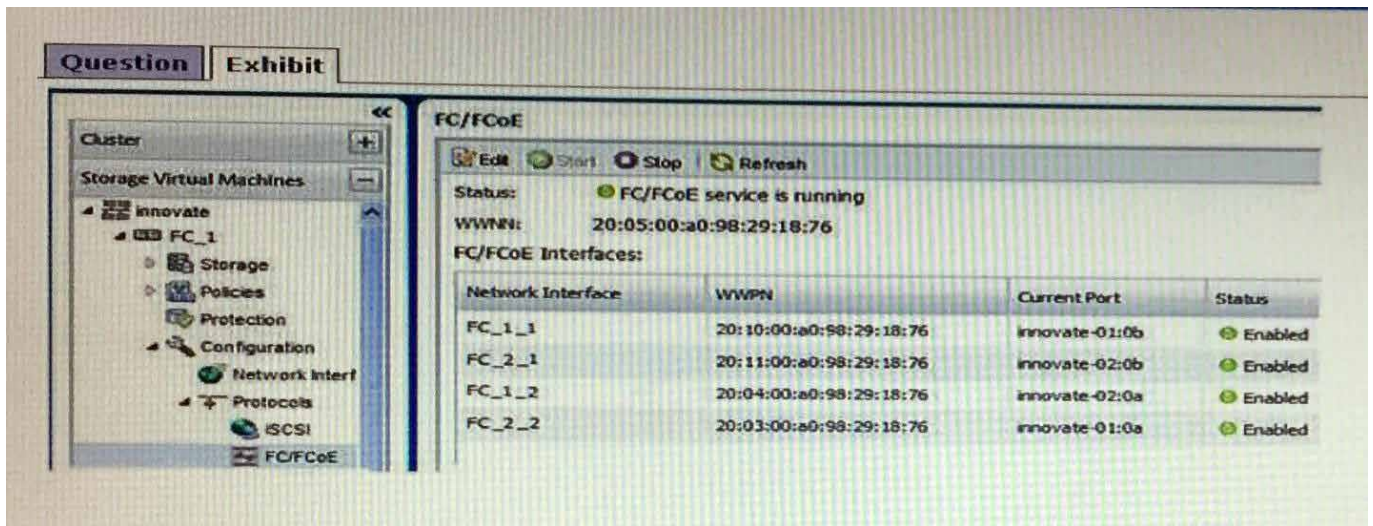 Question Exhibit
Cluster
Storage Virtual Machines
innovate
FC_1
Storage
Policies
Protection
Configuration
Network Interf
Protocols
iSCSI
FC/FCoE
FC/FCoE
Edit Start Stop Refresh
Status: FC/FCoE service is running
WWNN: 20:05:00:a0:98:29:18:76
FC/FCoE Interfaces:
Network Interface WWPN Current Port Status
FC_1_1 20:10:00:a0:98:29:18:76 innovate-01:0b Enabled
FC_2_1 20:11:00:a0:98:29:18:76 innovate-02:0b Enabled
FC_1_2 20:04:00:a0:98:29:18:76 innovate-02:0a Enabled
FC_2_2 20:03:00:a0:98:29:18:76 innovate-01:0a Enabled